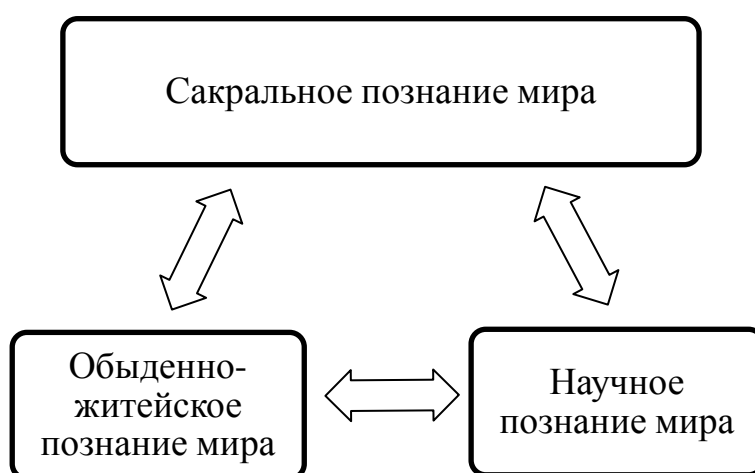 Сакральное познание мира
Обыденно-
житейское
познание мира
Научное
познание мира